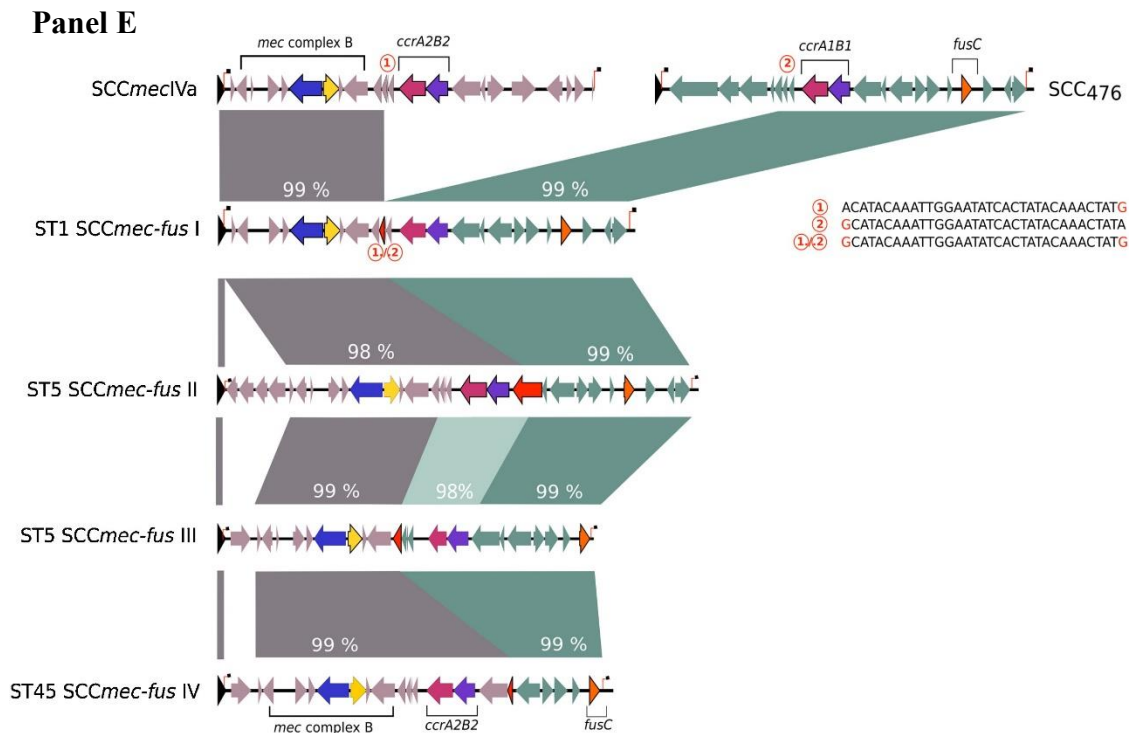 Panel E
mec complex B
1
ccrA2B2
2
ccrA1B1
fusC
SCCmecIVa
SCC476
99 %
99 %
ST1 SCCmec-fus I
1/2
1 ACATACAAATTGGAATATCACTATACAAACTATG
2 GCATACAAATTGGAATATCACTATACAAACTATA
1/2 GCATACAAATTGGAATATCACTATACAAACTATG
98 %
99 %
ST5 SCCmec-fus II
99 %
98%
99 %
ST5 SCCmec-fus III
99 %
99 %
ST45 SCCmec-fus IV
mec complex B
ccrA2B2
fusC